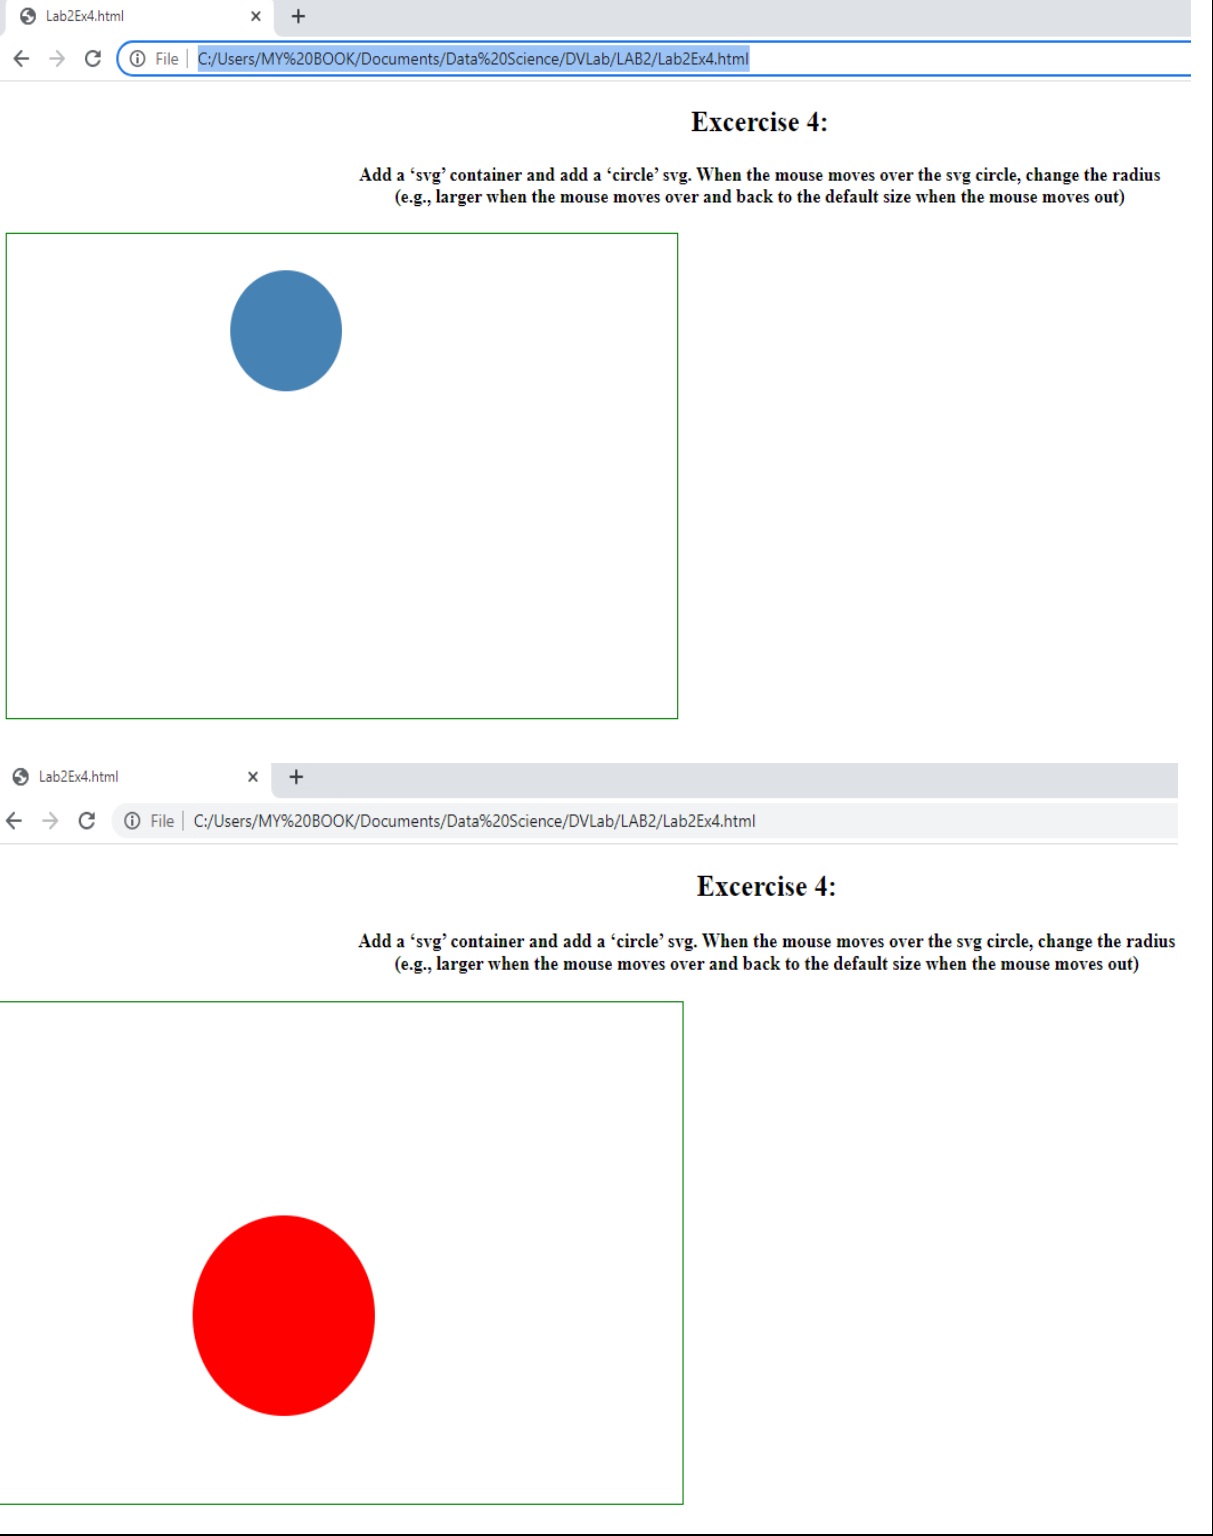 Lab2Ex4.html
File C:/Users/MY%20BOOK/Documents/Data%20Science/DVLab/LAB2/Lab2Ex4.html
Excercise 4:
Add a ‘svg’ container and add a ‘circle’ svg. When the mouse moves over the svg circle, change the radius
(e.g., larger when the mouse moves over and back to the default size when the mouse moves out)
Lab2Ex4.html
File C:/Users/MY%20BOOK/Documents/Data%20Science/DVLab/LAB2/Lab2Ex4.html
Excercise 4:
Add a ‘svg’ container and add a ‘circle’ svg. When the mouse moves over the svg circle, change the radius
(e.g., larger when the mouse moves over and back to the default size when the mouse moves out)